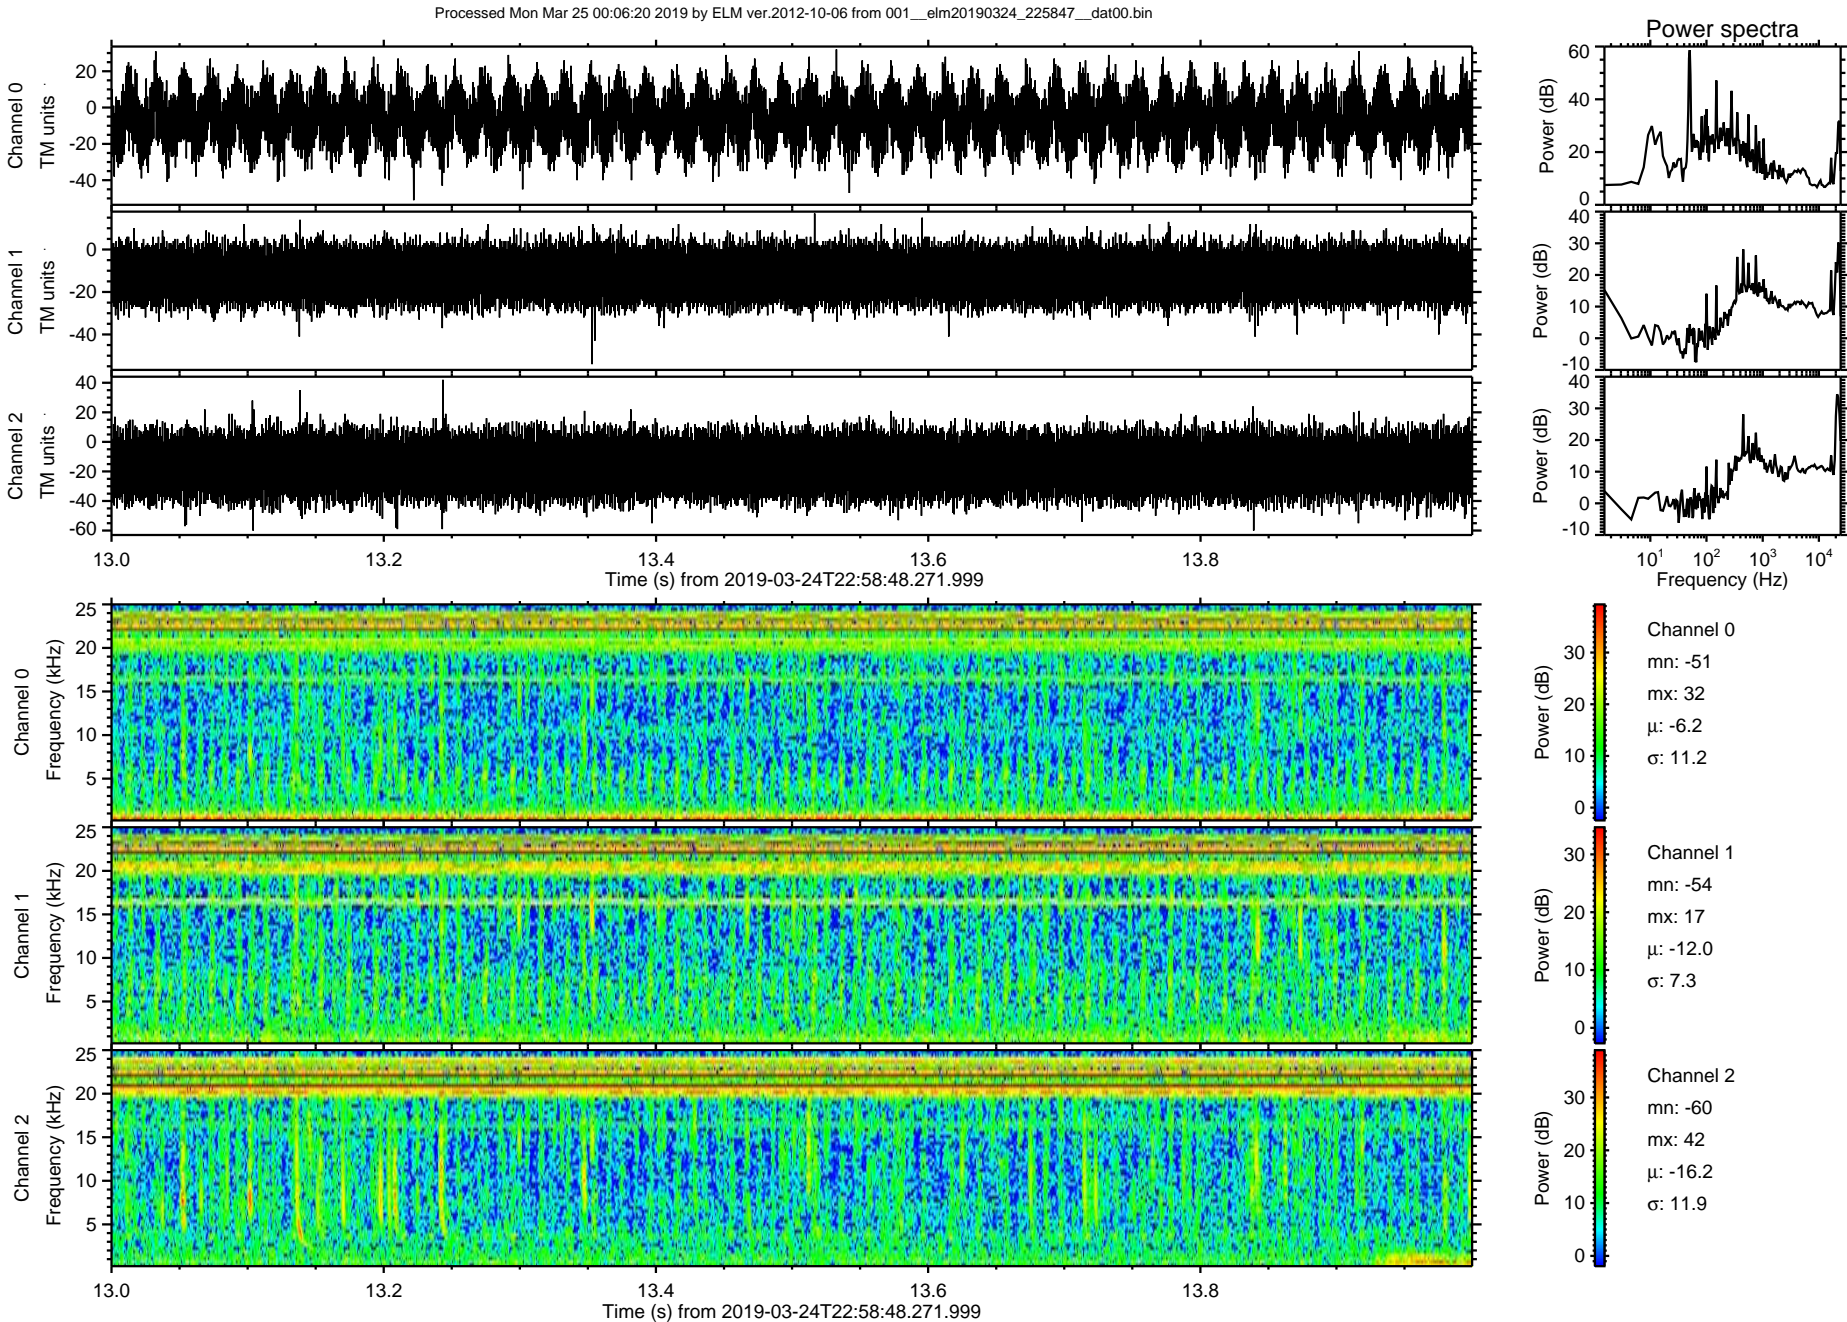 Processed Mon Mar 25 00:06:20 2019 by ELM ver.2012-10-06 from 001__elm20190324_225847__dat00.bin
Power spectra
Channel 0
TM units
20
0
-20
-40
Power (dB)
60
40
20
0
Channel 1
TM units
0
-20
-40
Power (dB)
40
30
20
10
0
-10
Channel 2
TM units
40
20
0
-20
-40
-60
Power (dB)
40
30
20
10
0
-10
13.0 13.2 13.4 13.6 13.8
Time (s) from 2019-03-24T22:58:48.271.999
10^1 10^2 10^3 10^4
Frequency (Hz)
Channel 0
Frequency (kHz)
25
20
15
10
5
Power (dB)
30
20
10
0
Channel 0
mn: -51
mx: 32
μ: -6.2
σ: 11.2
Channel 1
Frequency (kHz)
25
20
15
10
5
Power (dB)
30
20
10
0
Channel 1
mn: -54
mx: 17
μ: -12.0
σ: 7.3
Channel 2
Frequency (kHz)
25
20
15
10
5
Power (dB)
30
20
10
0
Channel 2
mn: -60
mx: 42
μ: -16.2
σ: 11.9
13.0 13.2 13.4 13.6 13.8
Time (s) from 2019-03-24T22:58:48.271.999